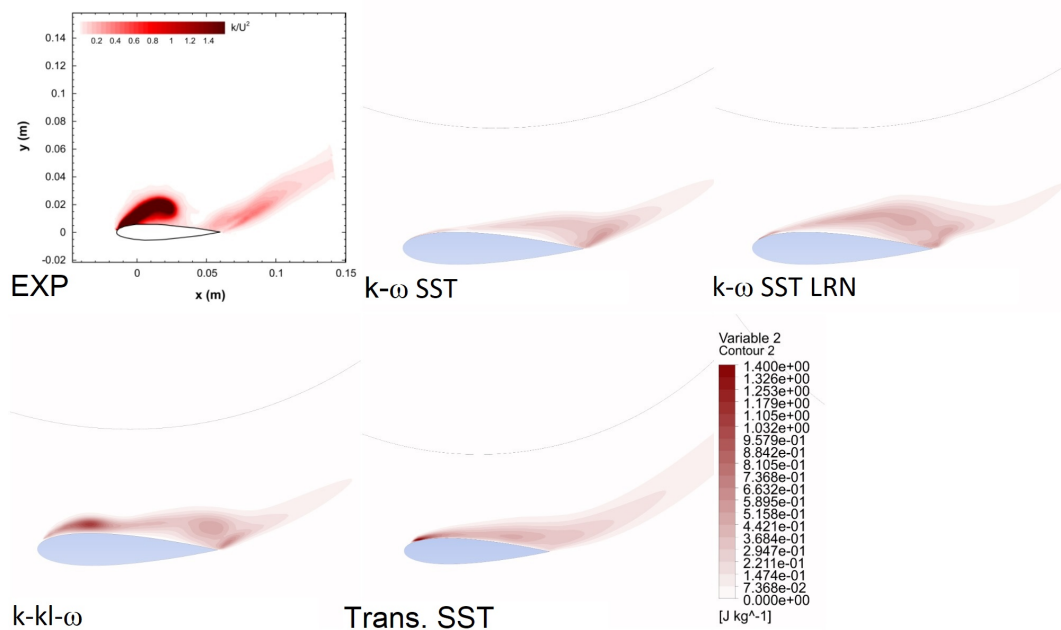 k/U²
0.2 0.4 0.6 0.8 1 1.2 1.4
0.14
0.12
0.1
0.08
0.06
0.04
0.02
0
-0.02
y (m)
0 0.05 0.1 0.15
x (m)
EXP
k-ω SST
k-ω SST LRN
k-kl-ω
Trans. SST
Variable 2
Contour 2
1.400e+00
1.326e+00
1.253e+00
1.179e+00
1.105e+00
1.032e+00
9.579e-01
8.842e-01
8.105e-01
7.368e-01
6.632e-01
5.895e-01
5.158e-01
4.421e-01
3.684e-01
2.947e-01
2.211e-01
1.474e-01
7.368e-02
0.000e+00
[J kg^-1]